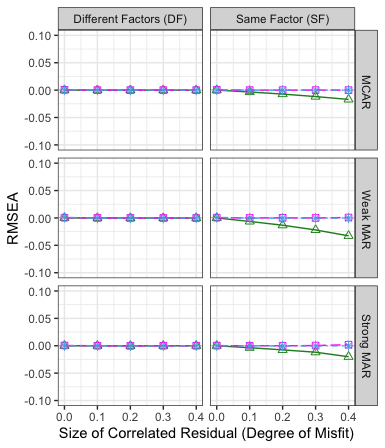 Different Factors (DF)
Same Factor (SF)
RMSEA
0.10
0.05
0.00
-0.05
-0.10
MCAR
0.10
0.05
0.00
-0.05
-0.10
Weak MAR
0.10
0.05
0.00
-0.05
-0.10
Strong MAR
0.0 0.1 0.2 0.3 0.4
0.0 0.1 0.2 0.3 0.4
Size of Correlated Residual (Degree of Misfit)